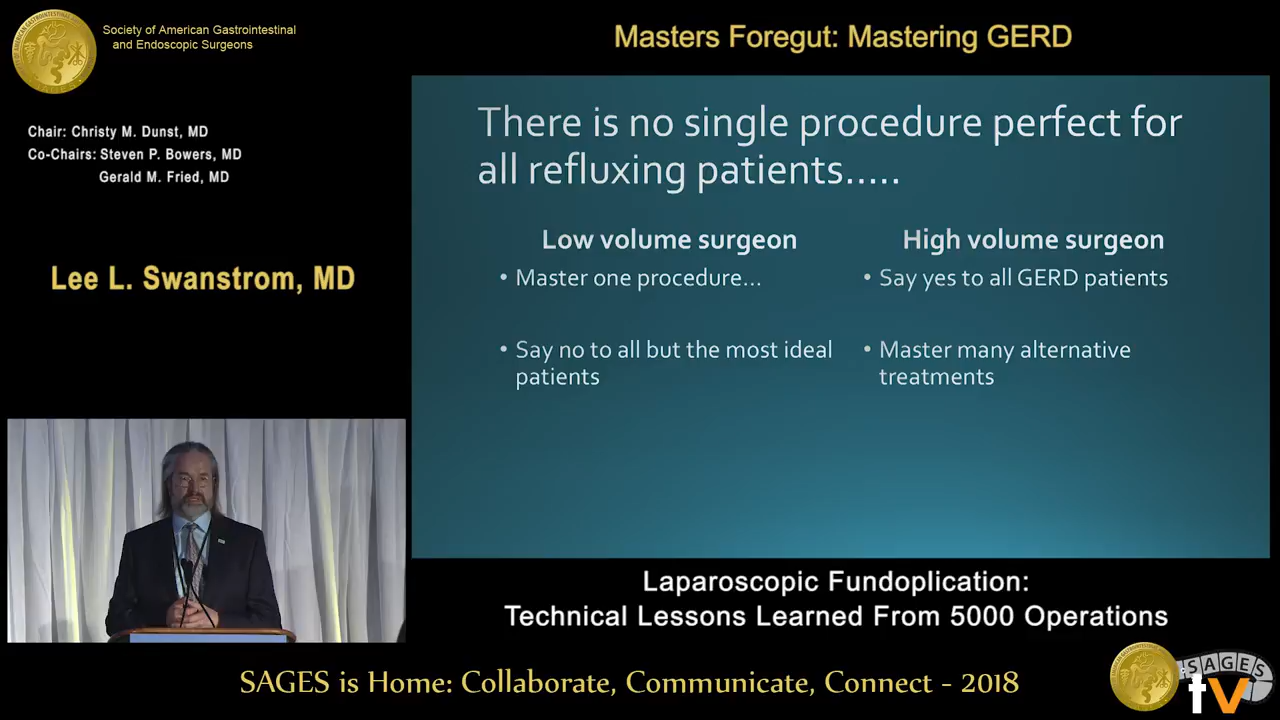 Society of American Gastrointestinal
and Endoscopic Surgeons
Masters Foregut: Mastering GERD
Chair: Christy M. Dunst, MD
Co-Chairs: Steven P. Bowers, MD
Gerald M. Fried, MD
Lee L. Swanstrom, MD
There is no single procedure perfect for
all refluxing patients.....
Low volume surgeon
• Master one procedure...
• Say no to all but the most ideal
patients
High volume surgeon
• Say yes to all GERD patients
• Master many alternative
treatments
Laparoscopic Fundoplication:
Technical Lessons Learned From 5000 Operations
SAGES is Home: Collaborate, Communicate, Connect - 2018
SAGES
tv